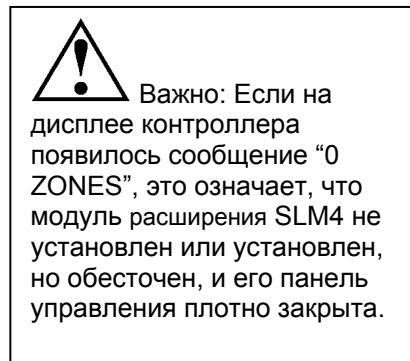 Важно: Если на
дисплее контроллера
появилось сообщение “0
ZONES”, это означает, что
модуль расширения SLM4 не
установлен или установлен,
но обесточен, и его панель
управления плотно закрыта.